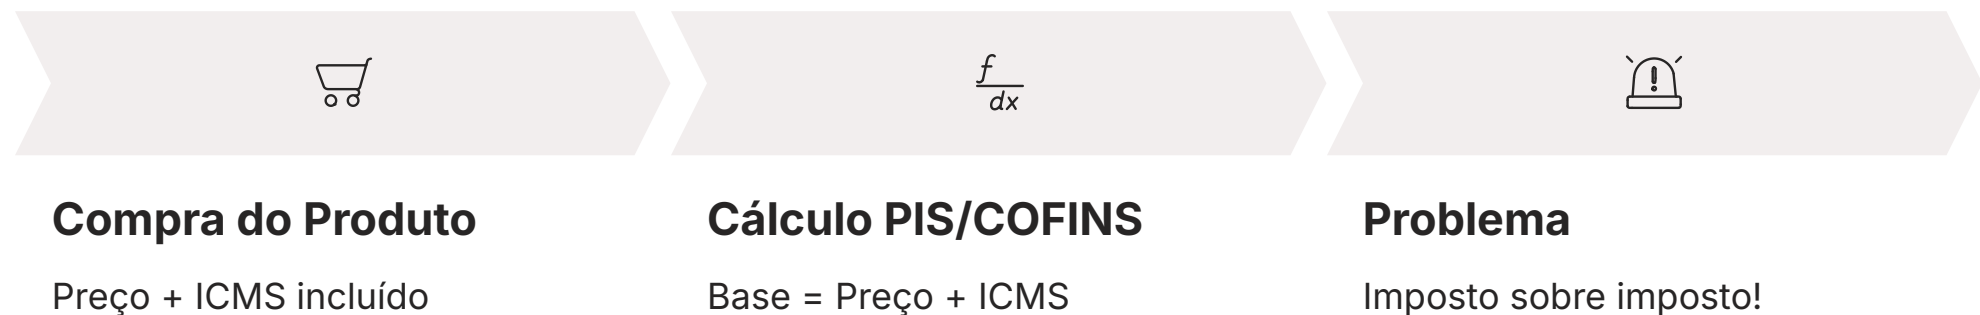 f
dx
Compra do Produto
Preço + ICMS incluído
Cálculo PIS/COFINS
Base = Preço + ICMS
Problema
Imposto sobre imposto!